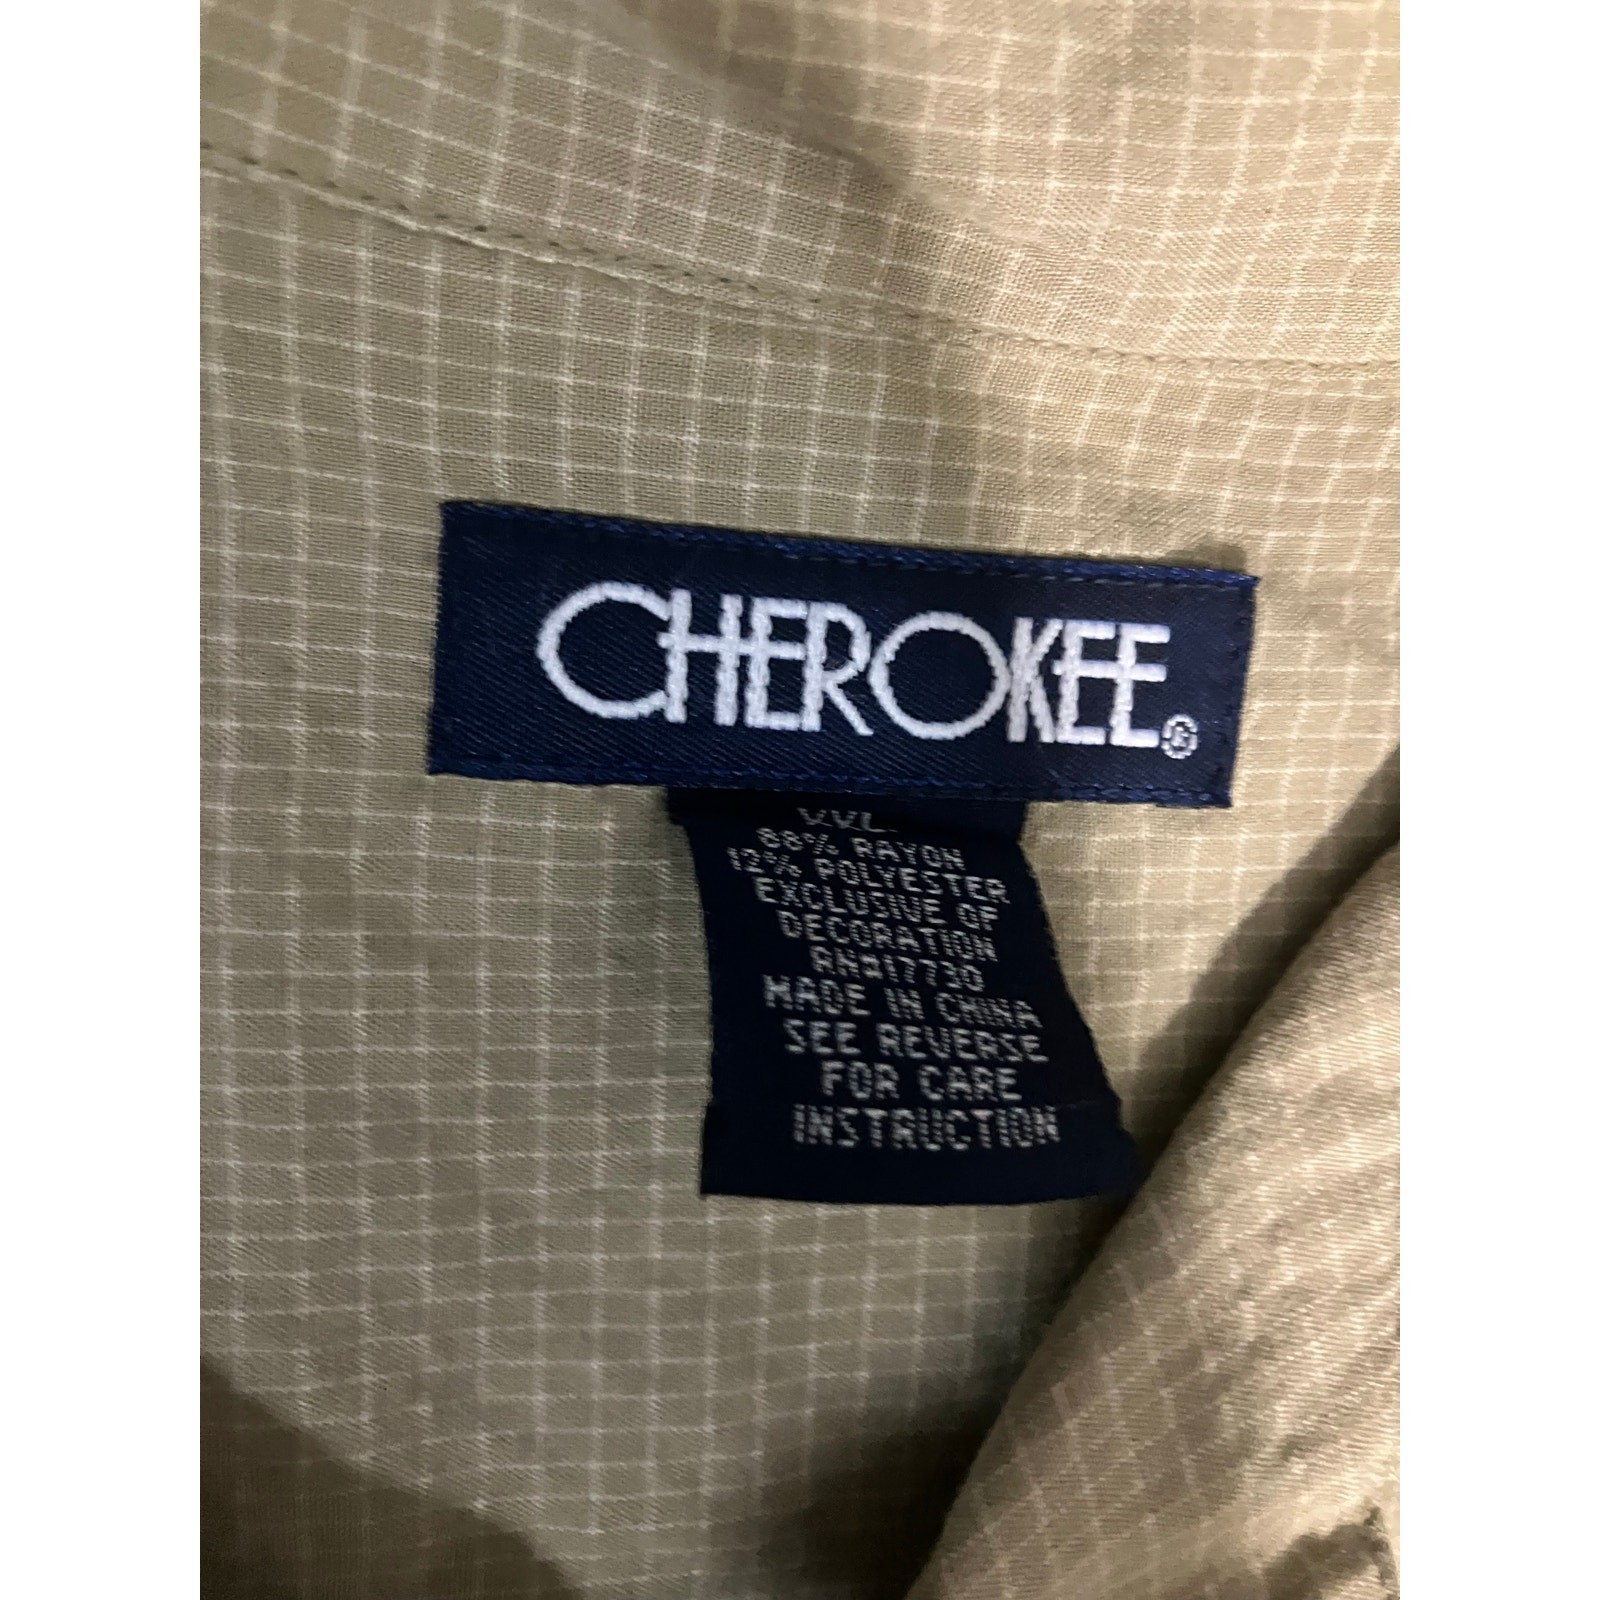 CHEROKEE®
88% RAYON
12% POLYESTER
EXCLUSIVE OF
DECORATION
RN#17730
MADE IN CHINA
SEE REVERSE
FOR CARE
INSTRUCTION